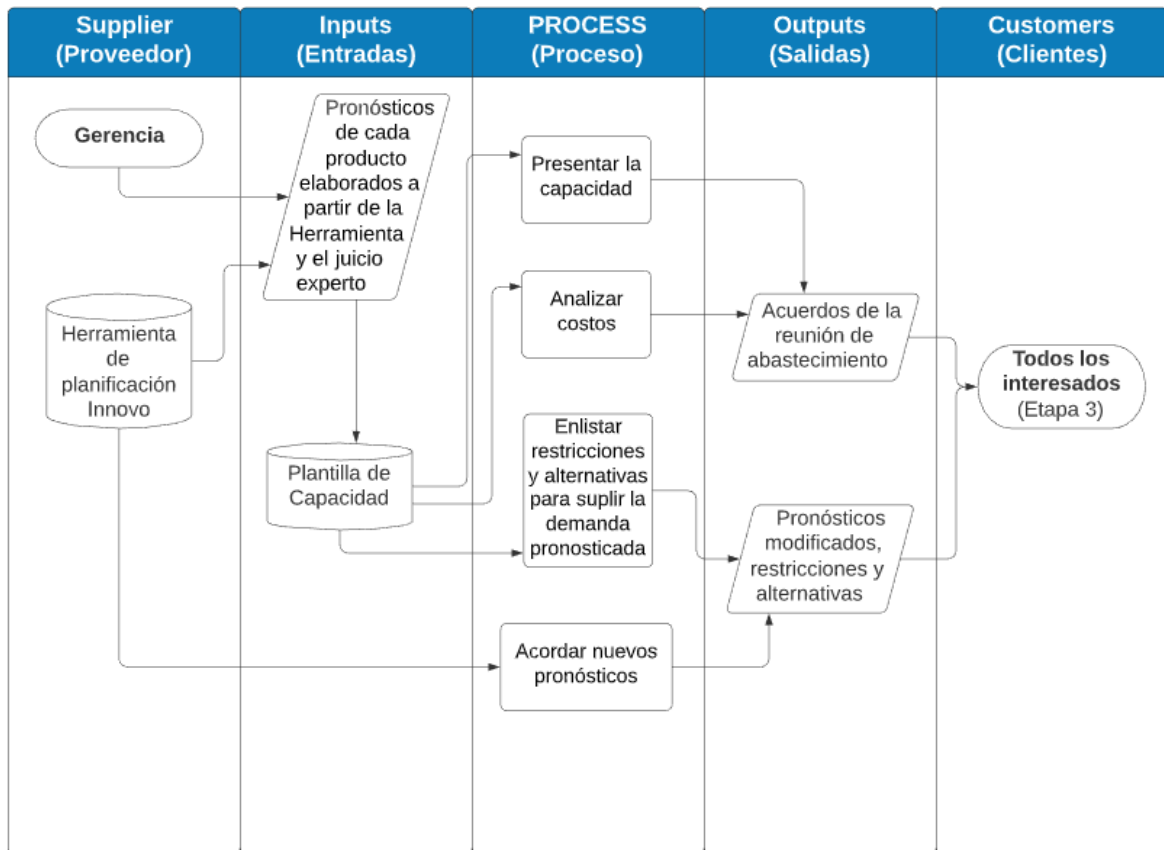 Supplier
(Proveedor)
Inputs
(Entradas)
PROCESS
(Proceso)
Outputs
(Salidas)
Customers
(Clientes)
Gerencia
Herramienta
de
planificación
Innovo
Pronósticos
de cada
producto
elaborados a
partir de la
Herramienta
y el juicio
experto
Plantilla de
Capacidad
Presentar la
capacidad
Analizar
costos
Enlistar
restricciones
y alternativas
para suplir la
demanda
pronosticada
Acordar nuevos
pronósticos
Acuerdos de la
reunión de
abastecimiento
Pronósticos
modificados,
restricciones y
alternativas
Todos los
interesados
(Etapa 3)